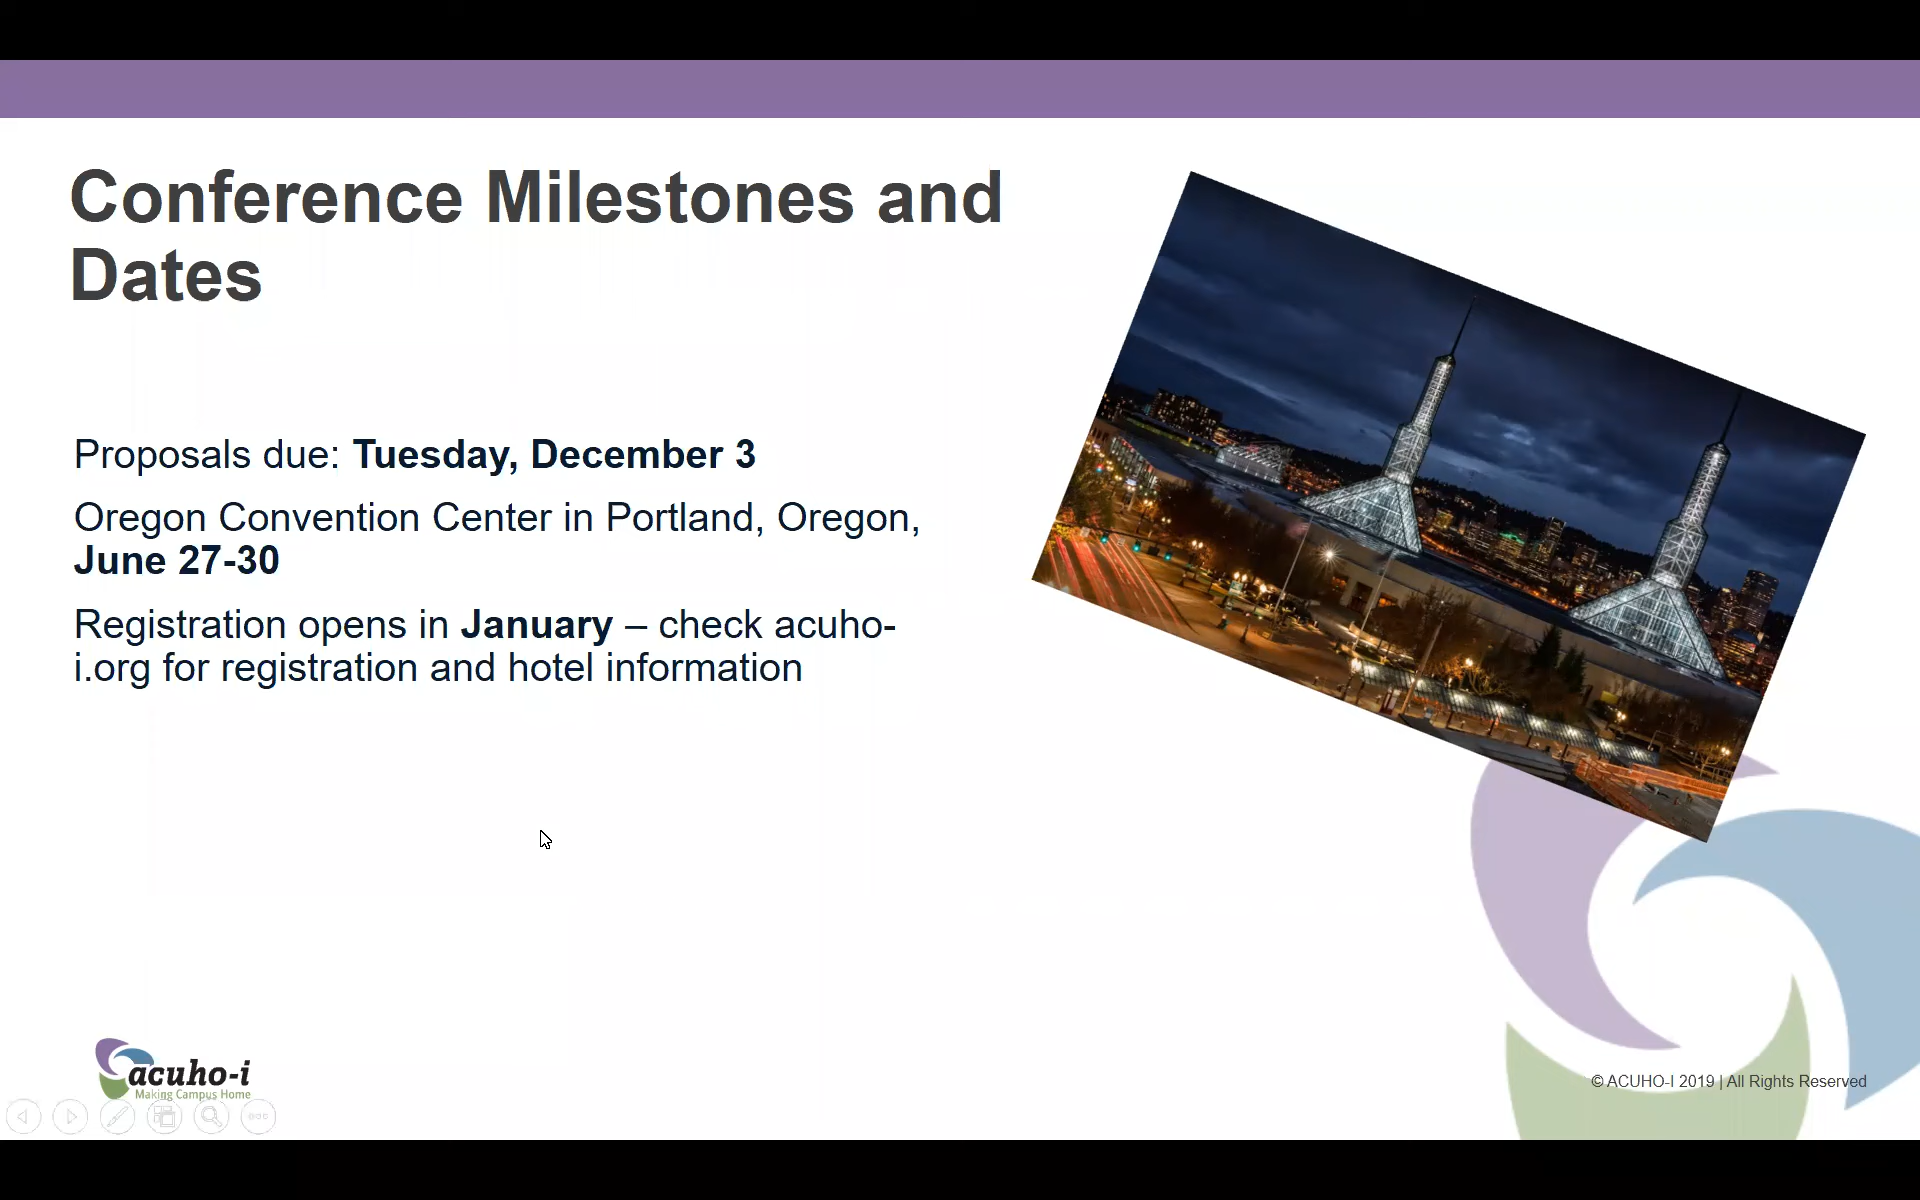 Conference Milestones and
Dates
Proposals due: Tuesday, December 3
Oregon Convention Center in Portland, Oregon,
June 27-30
Registration opens in January – check acuho-
i.org for registration and hotel information
acuho-i
Making Campus Home
© ACUHO-I 2019 | All Rights Reserved